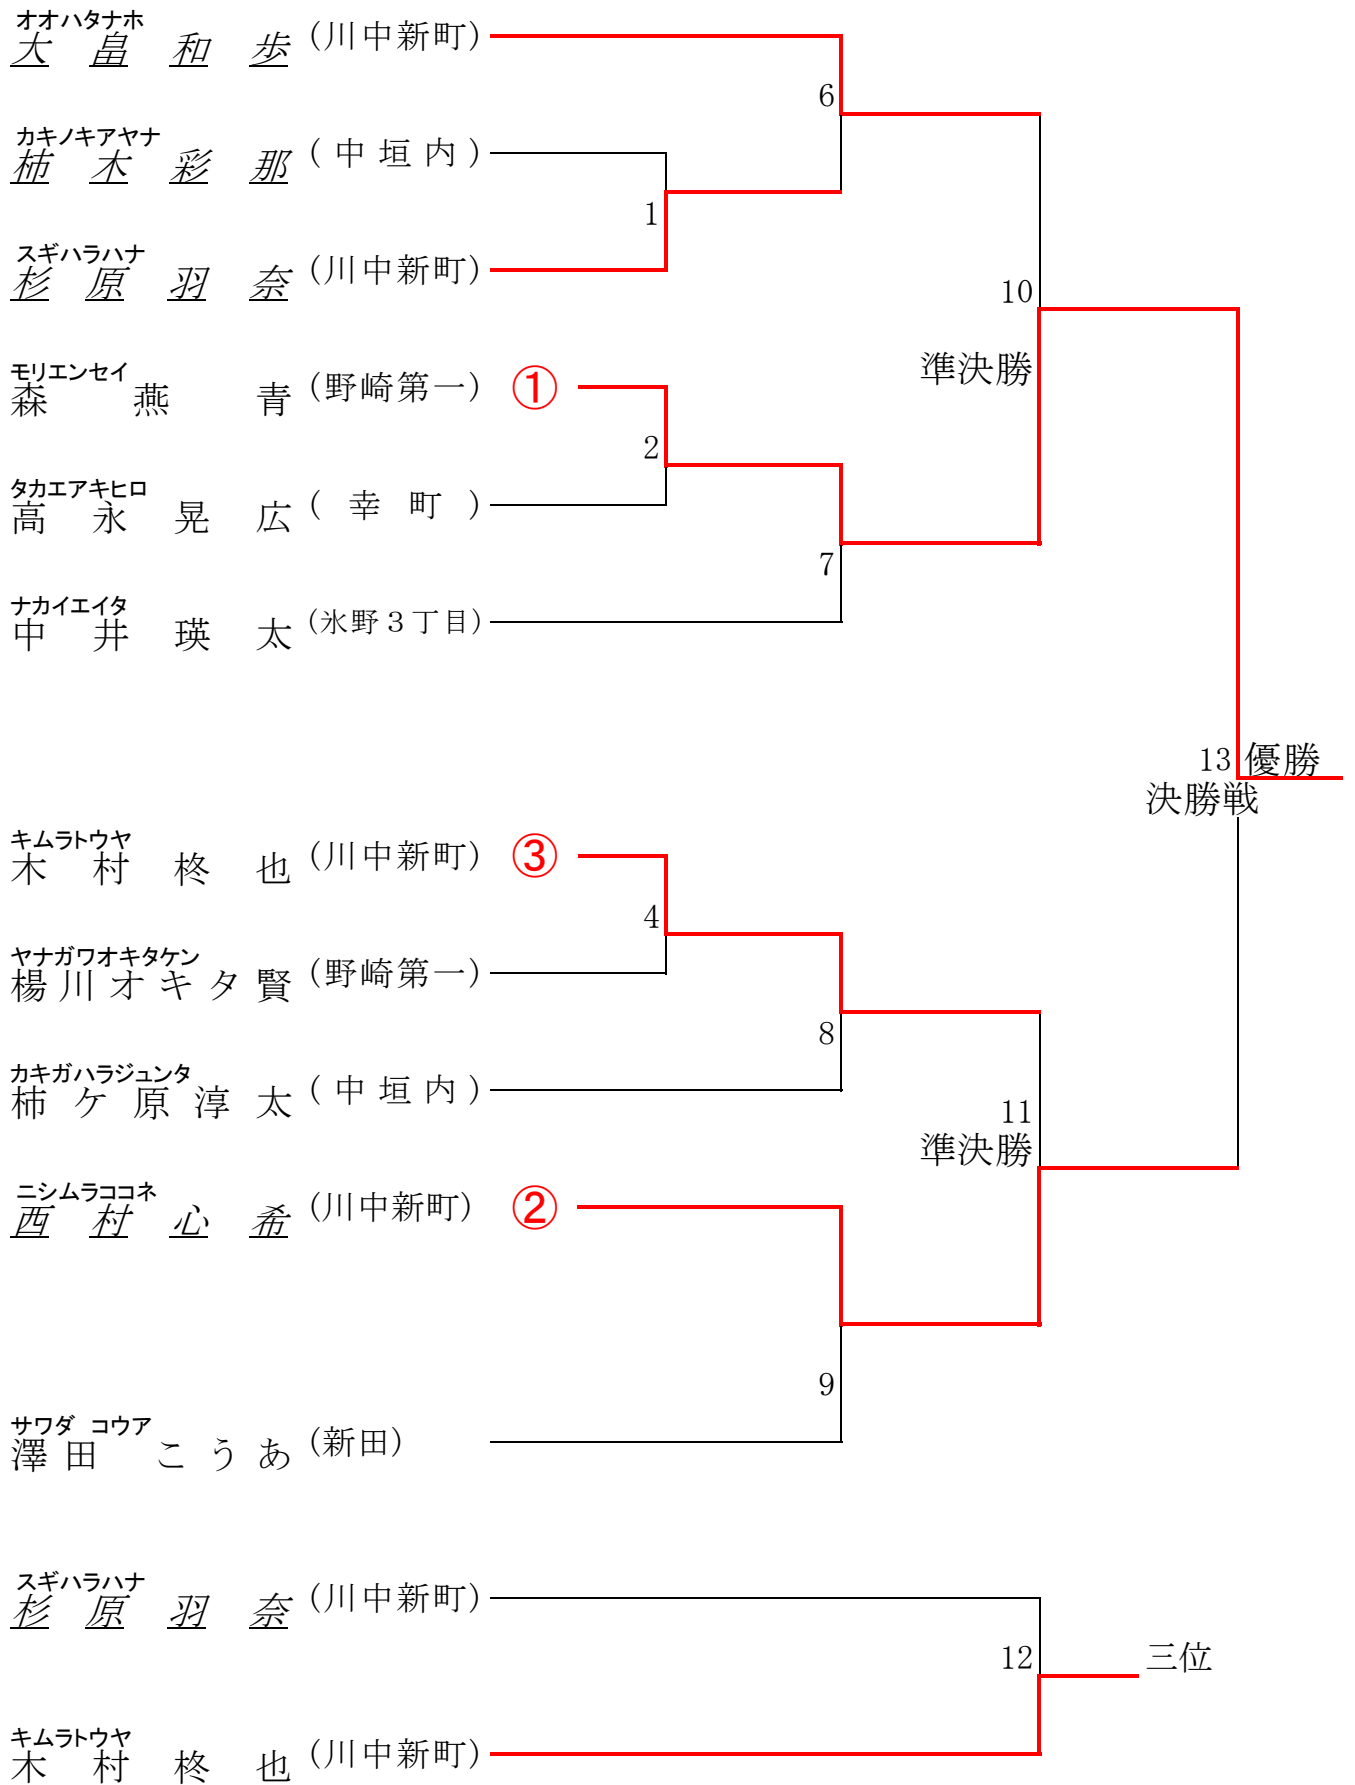 オオハタナホ
大畠和歩 (川中新町)
6
カキノキアヤナ
柿木彩那 (中垣内)
1
スギハラハナ
杉原羽奈 (川中新町)
10
準決勝
モリエンセイ
森燕青 (野崎第一) ①
2
タカエアキヒロ
高永晃広 (幸町)
7
ナカイエイタ
中井瑛太 (氷野３丁目)
13 優勝
決勝戦
キムラトウヤ
木村柊也 (川中新町) ③
4
ヤナガワオキタケン
楊川オキタ賢 (野崎第一)
8
カキガハラジュンタ
柿ケ原淳太 (中垣内)
11
準決勝
ニシムラココネ
西村心希 (川中新町) ②
9
サワダ コウア
澤田こうあ (新田)
スギハラハナ
杉原羽奈 (川中新町)
12 三位
キムラトウヤ
木村柊也 (川中新町)